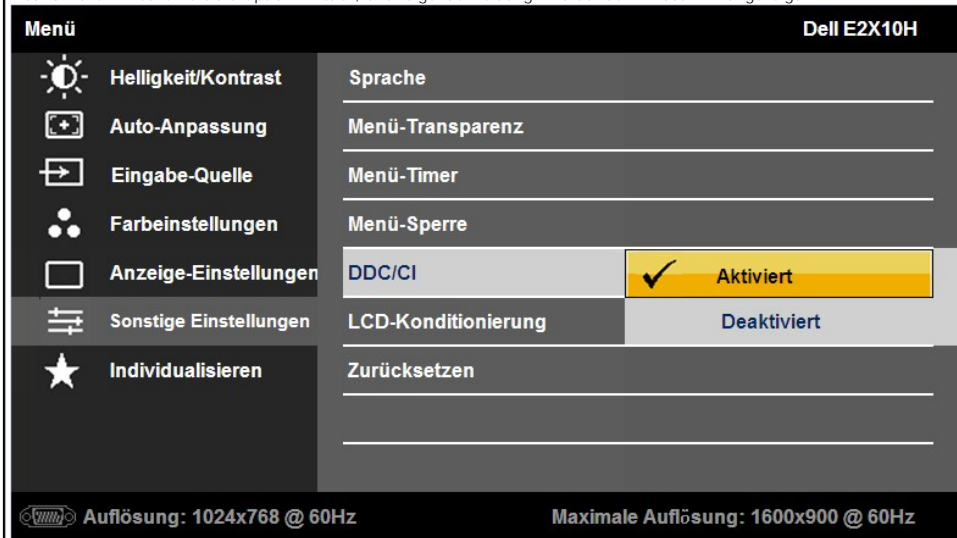 Menü
Dell E2X10H
Helligkeit/Kontrast
Sprache
Auto-Anpassung
Menü-Transparenz
Eingabe-Quelle
Menü-Timer
Farbeinstellungen
Menü-Sperre
Anzeige-Einstellungen
DDC/CI
Aktiviert
Sonstige Einstellungen
LCD-Konditionierung
Deaktiviert
Individualisieren
Zurücksetzen
Auflösung: 1024x768 @ 60Hz
Maximale Auflösung: 1600x900 @ 60Hz